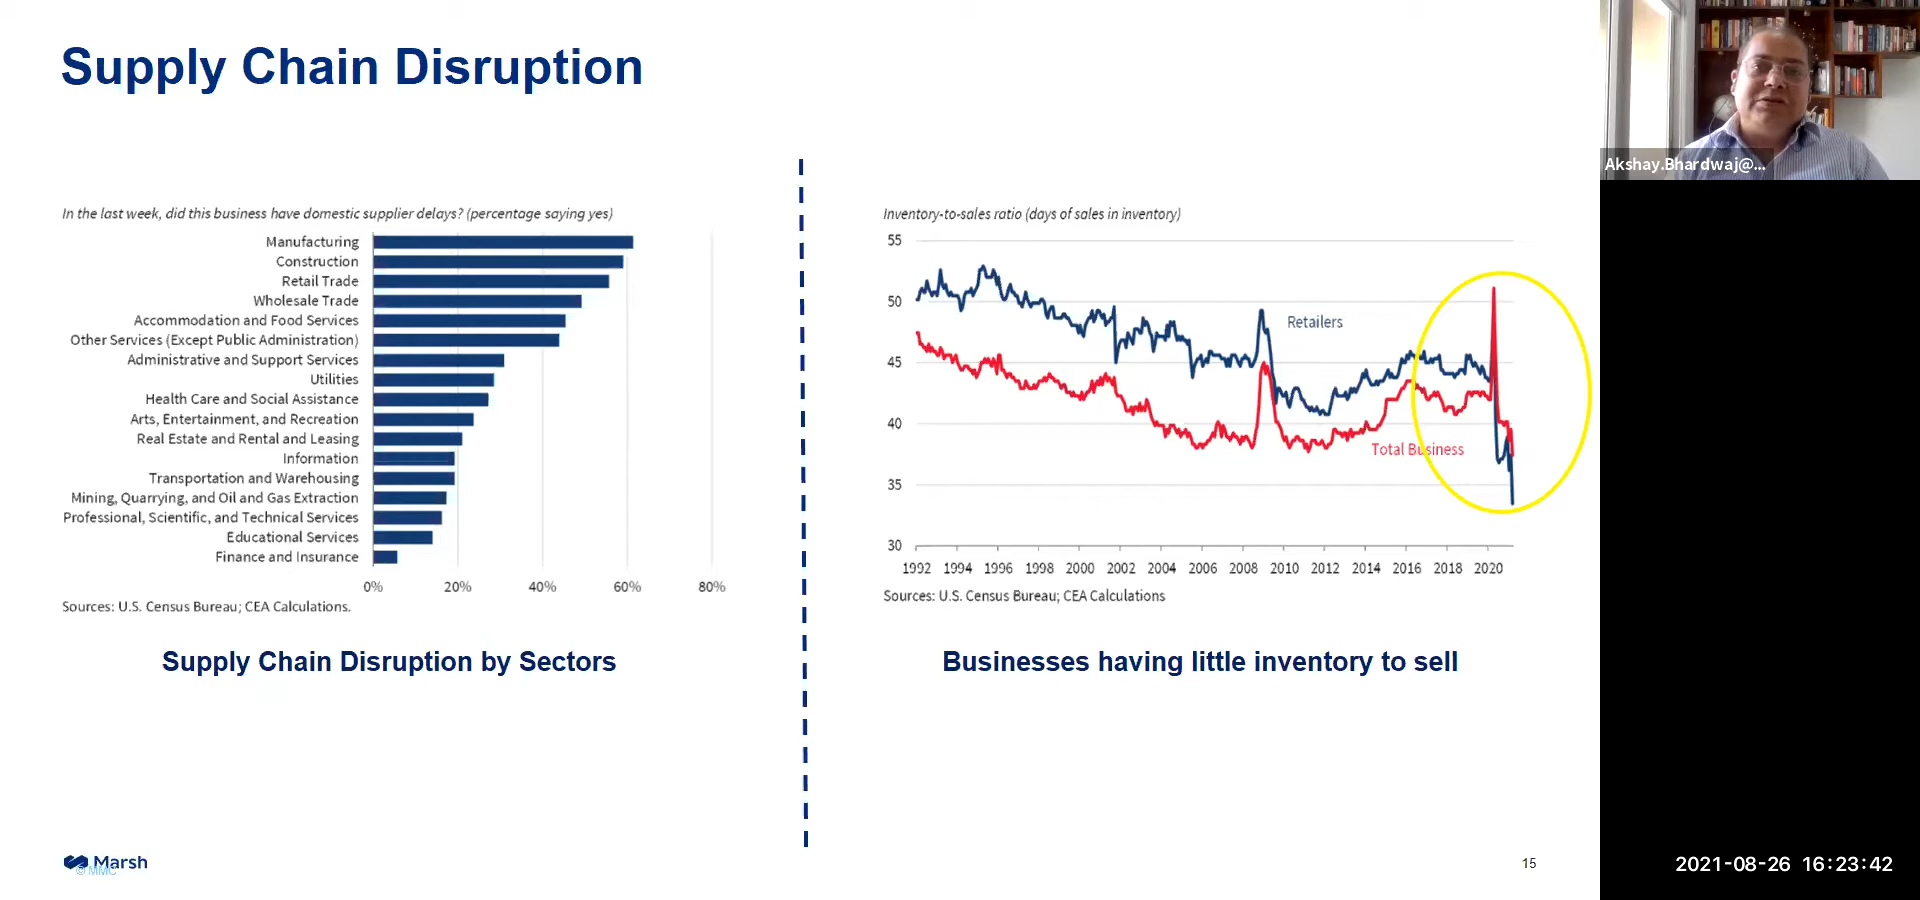 Supply Chain Disruption
Akshay.Bhardwaj@...
In the last week, did this business have domestic supplier delays? (percentage saying yes)
Manufacturing
Construction
Retail Trade
Wholesale Trade
Accommodation and Food Services
Other Services (Except Public Administration)
Administrative and Support Services
Utilities
Health Care and Social Assistance
Arts, Entertainment, and Recreation
Real Estate and Rental and Leasing
Information
Transportation and Warehousing
Mining, Quarrying, and Oil and Gas Extraction
Professional, Scientific, and Technical Services
Educational Services
Finance and Insurance
0% 20% 40% 60% 80%
Sources: U.S. Census Bureau; CEA Calculations.
Supply Chain Disruption by Sectors
Inventory-to-sales ratio (days of sales in inventory)
55
50
45
40
35
30
Retailers
Total Business
1992 1994 1996 1998 2000 2002 2004 2006 2008 2010 2012 2014 2016 2018 2020
Sources: U.S. Census Bureau; CEA Calculations
Businesses having little inventory to sell
Marsh
© MMC
15
2021-08-26 16:23:42